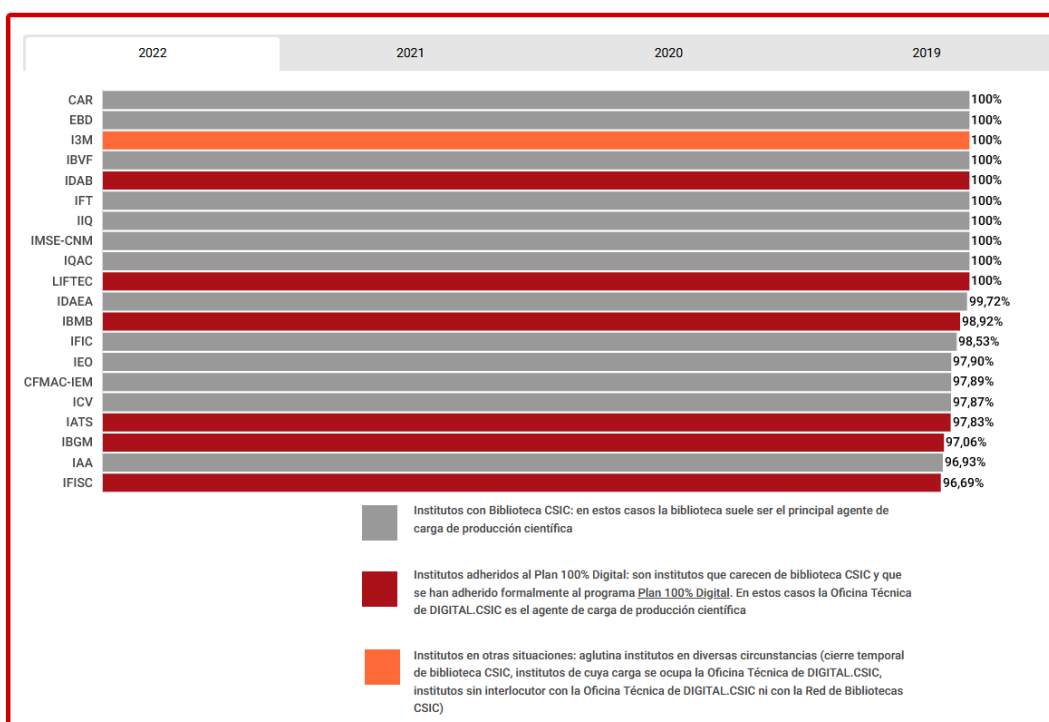 2022 2021 2020 2019
CAR 100%
EBD 100%
I3M 100%
IBVF 100%
IDAB 100%
IFT 100%
IIQ 100%
IMSE-CNM 100%
IQAC 100%
LIFTEC 100%
IDAEA 99,72%
IBMB 98,92%
IFIC 98,53%
IEO 97,90%
CFMAC-IEM 97,89%
ICV 97,87%
IATS 97,83%
IBGM 97,06%
IAA 96,93%
IFISC 96,69%
Institutos con Biblioteca CSIC: en estos casos la biblioteca suele ser el principal agente de
carga de producción científica
Institutos adheridos al Plan 100% Digital: son institutos que carecen de biblioteca CSIC y que
se han adherido formalmente al programa Plan 100% Digital. En estos casos la Oficina Técnica
de DIGITAL.CSIC es el agente de carga de producción científica
Institutos en otras situaciones: aglutina institutos en diversas circunstancias (cierre temporal
de biblioteca CSIC, institutos de cuya carga se ocupa la Oficina Técnica de DIGITAL.CSIC,
institutos sin interlocutor con la Oficina Técnica de DIGITAL.CSIC ni con la Red de Bibliotecas
CSIC)